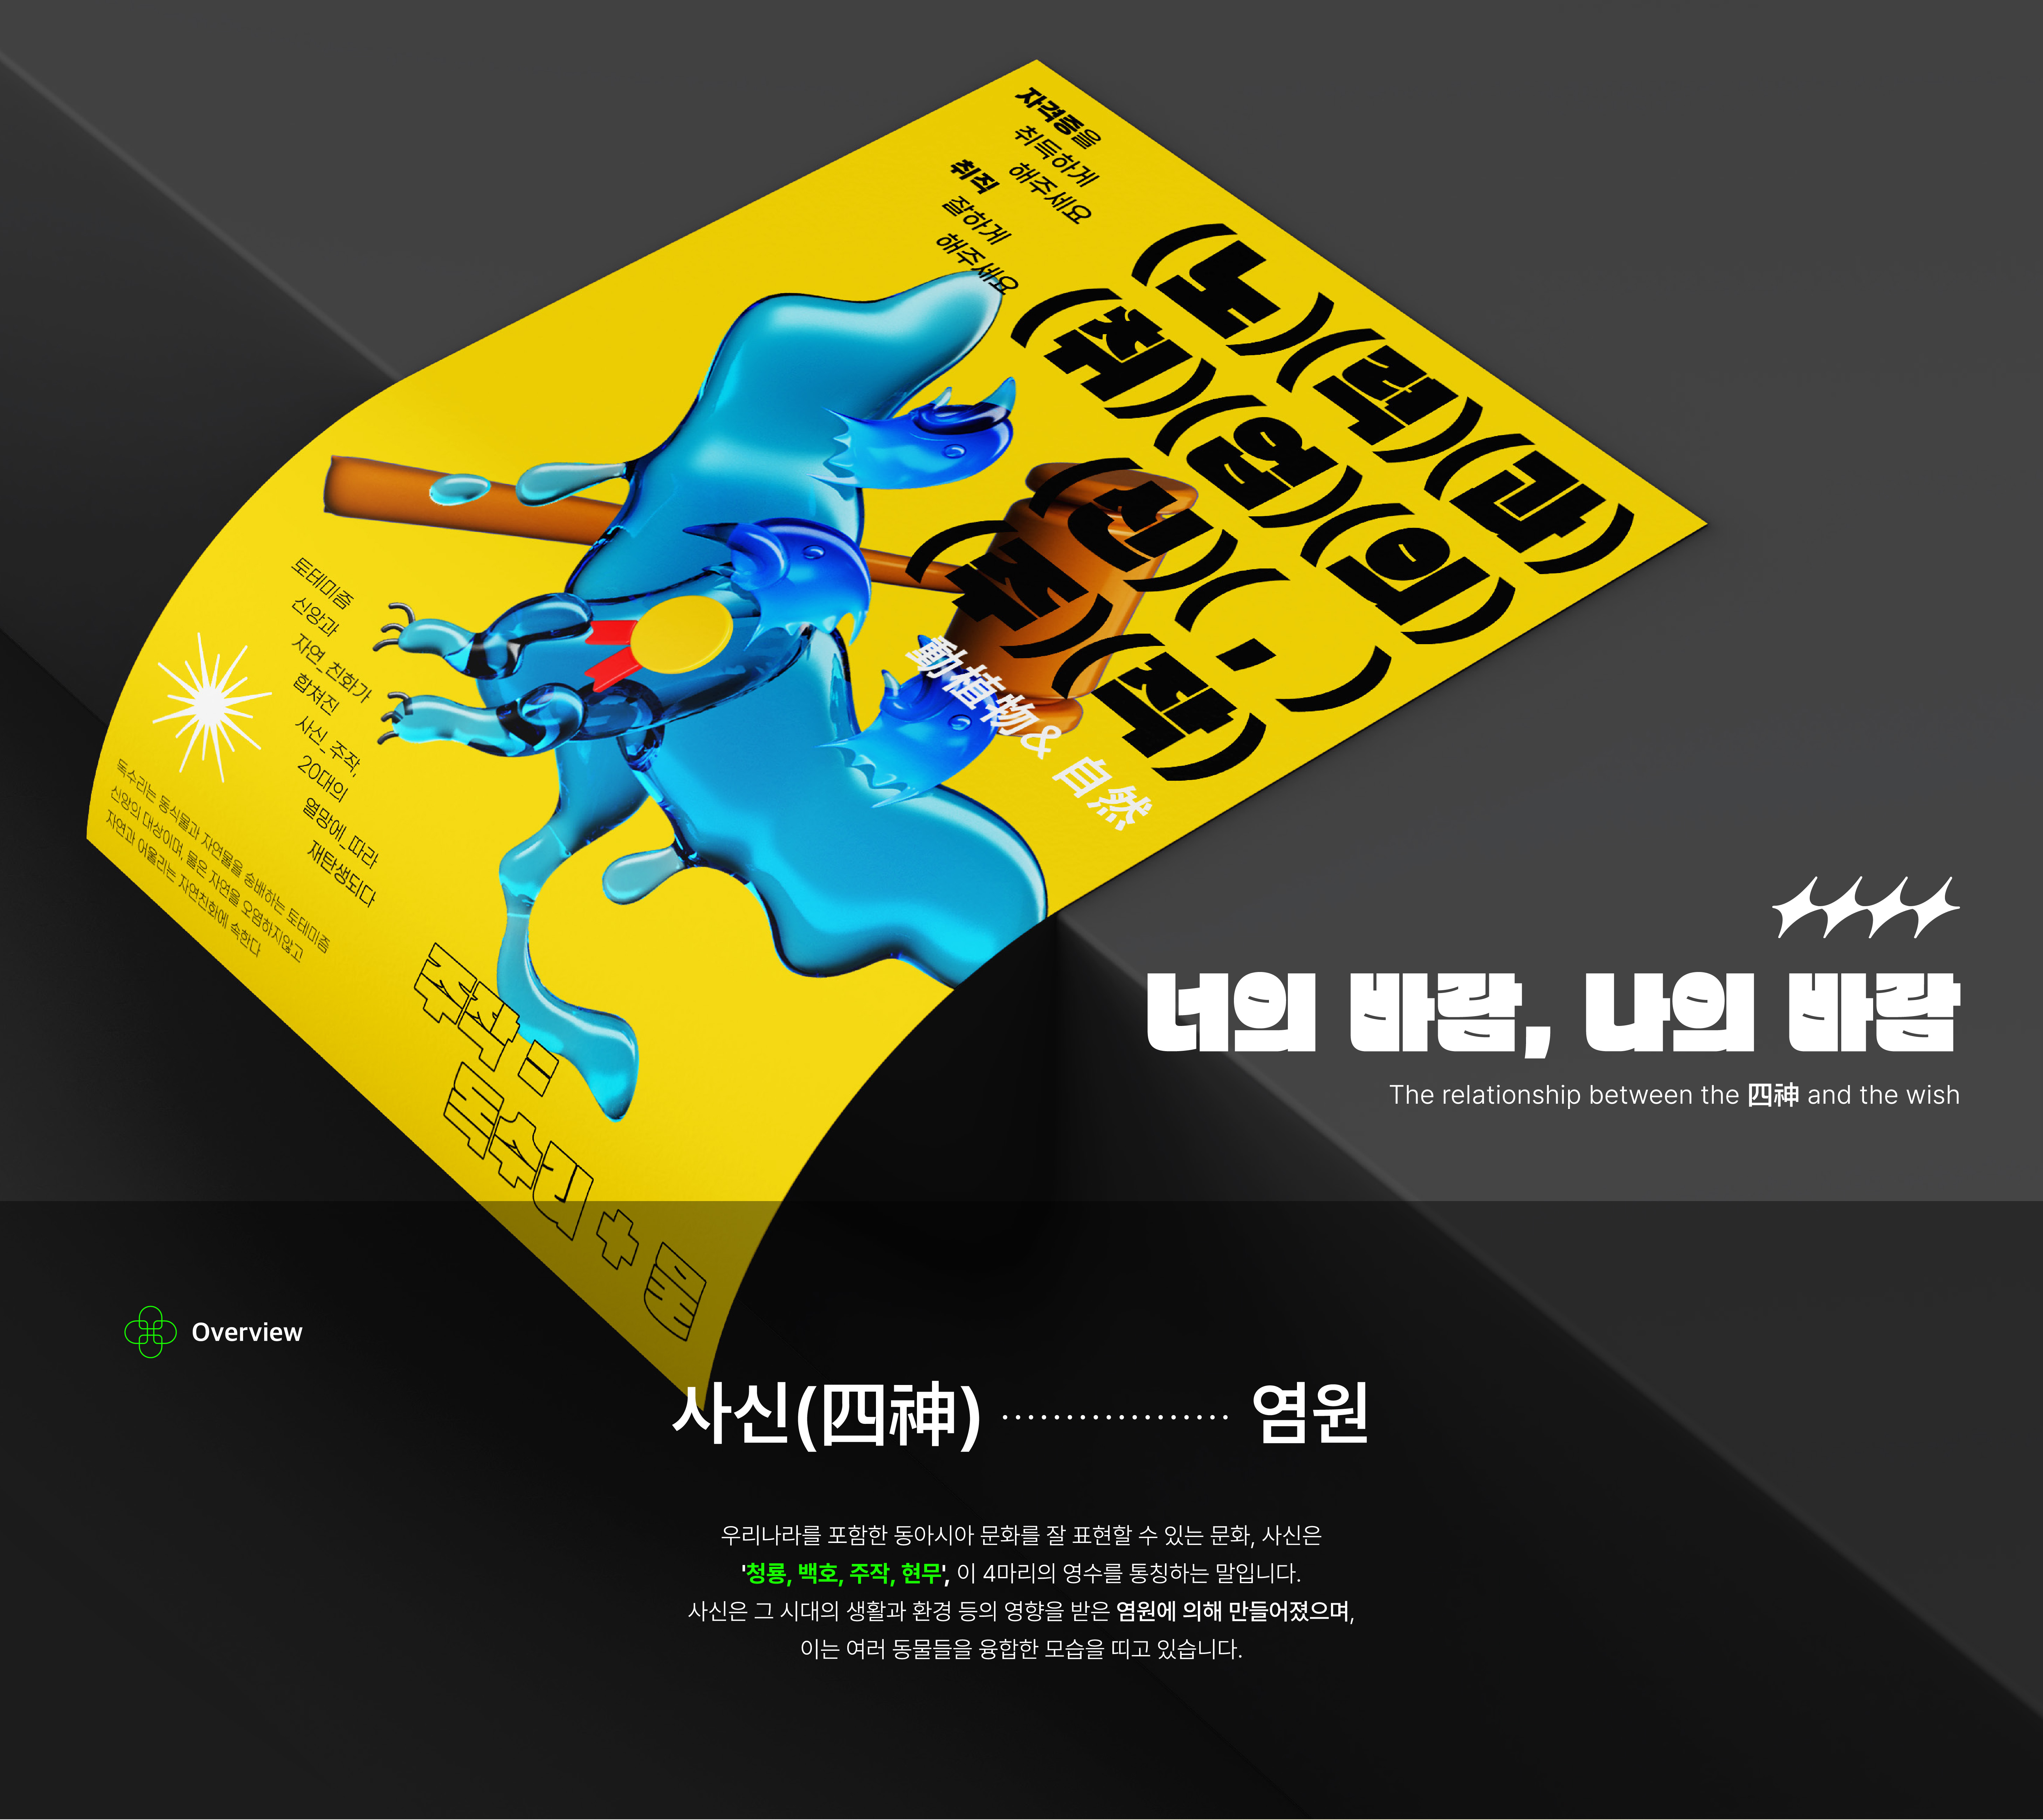 자격증을
취득하게
해주세요
취직
잘하게
해주세요
(노)(력)(과)
(취)(업)(의)
(신)(·)
(주)(작)
動植物& 自然
토테미즘
신앙과
자연_친화가
합쳐진
사신_주작,
20대의
열망에_따라
재탄생되다
독수리는 동식물과 자연물을 숭배하는 토테미즘
신앙의 대상이며, 물은 자연을 오염하지않고
자연과 어울리는 자연친화에 속한다
주작 =
독수리 + 물
너의 바람, 나의 바람
The relationship between the 四神 and the wish
Overview
사신(四神) ·················· 염원
우리나라를 포함한 동아시아 문화를 잘 표현할 수 있는 문화, 사신은
'청룡, 백호, 주작, 현무', 이 4마리의 영수를 통칭하는 말입니다.
사신은 그 시대의 생활과 환경 등의 영향을 받은 염원에 의해 만들어졌으며,
이는 여러 동물들을 융합한 모습을 띠고 있습니다.